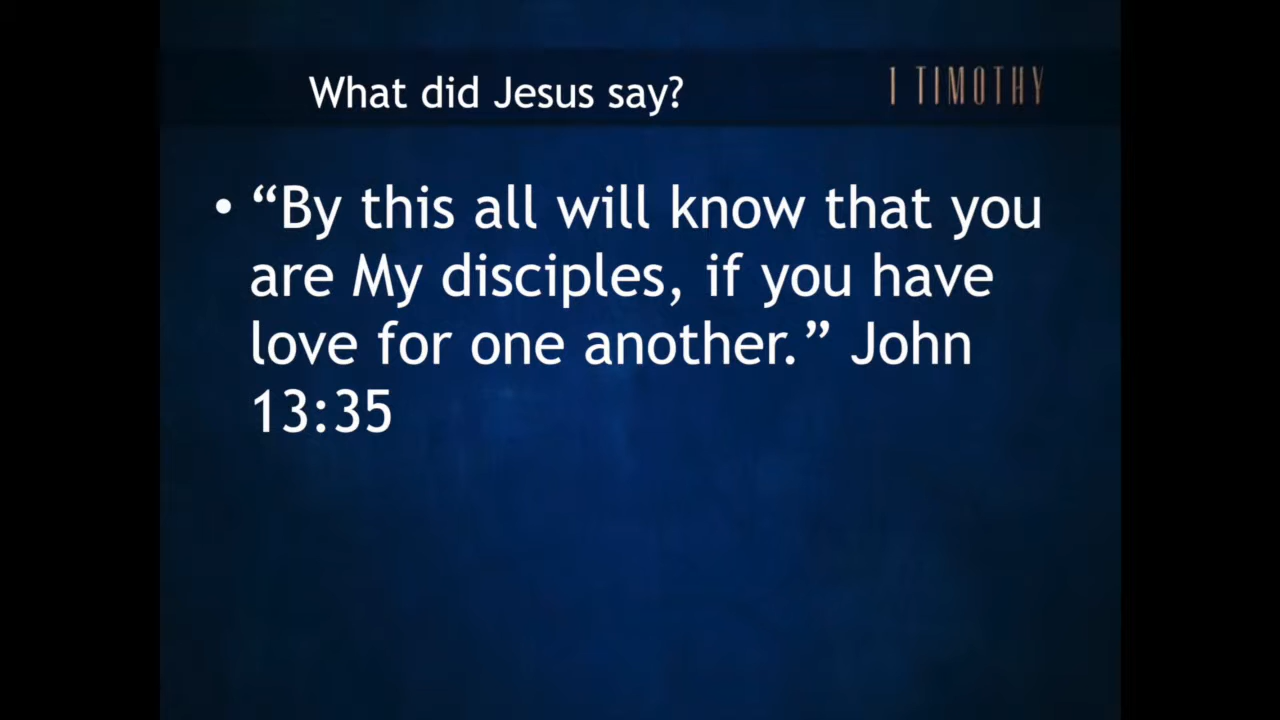 What did Jesus say?
1 TIMOTHY
• “By this all will know that you
are My disciples, if you have
love for one another.” John
13:35